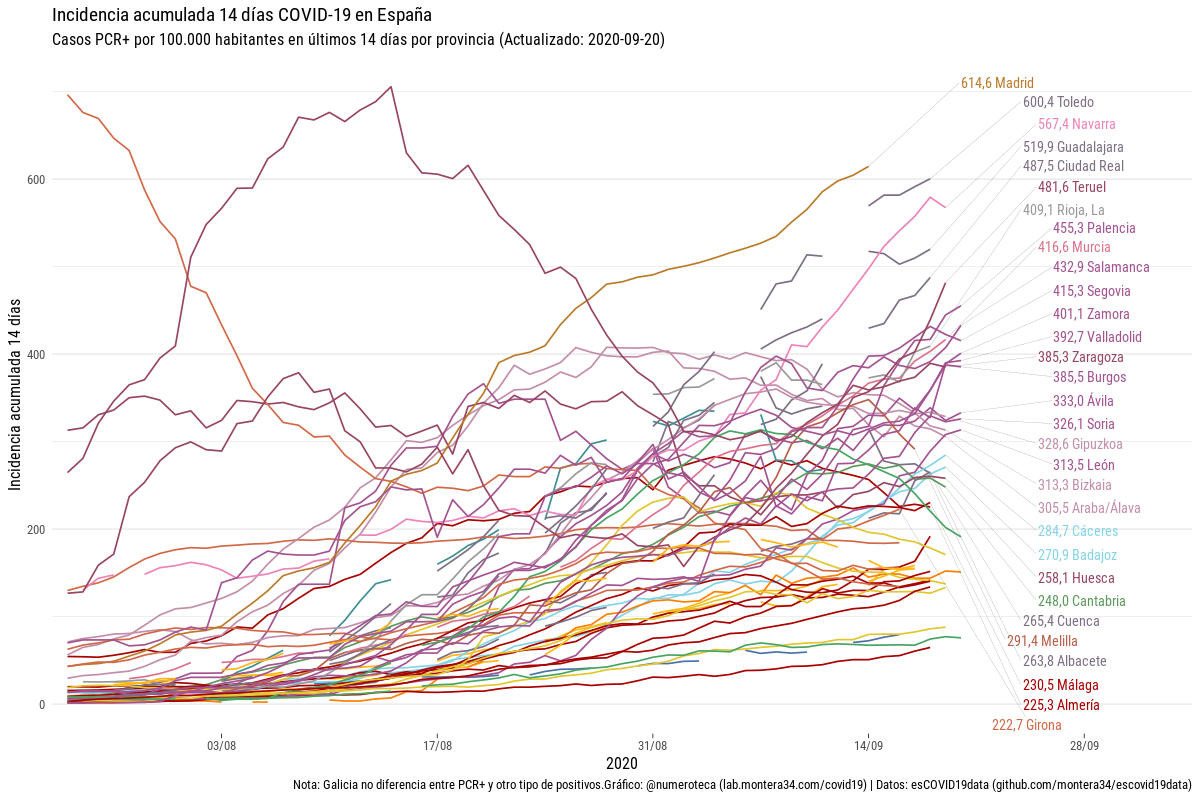 Incidencia acumulada 14 días COVID-19 en España
Casos PCR+ por 100.000 habitantes en últimos 14 días por provincia (Actualizado: 2020-09-20)
614,6 Madrid
600,4 Toledo
567,4 Navarra
519,9 Guadalajara
487,5 Ciudad Real
481,6 Teruel
409,1 Rioja, La
455,3 Palencia
416,6 Murcia
432,9 Salamanca
415,3 Segovia
401,1 Zamora
392,7 Valladolid
385,3 Zaragoza
385,5 Burgos
333,0 Ávila
326,1 Soria
328,6 Gipuzkoa
313,5 León
313,3 Bizkaia
305,5 Araba/Álava
284,7 Cáceres
270,9 Badajoz
258,1 Huesca
248,0 Cantabria
265,4 Cuenca
291,4 Melilla
263,8 Albacete
230,5 Málaga
225,3 Almería
222,7 Girona
Incidencia acumulada 14 días
600
400
200
0
03/08
17/08
31/08
14/09
28/09
2020
Nota: Galicia no diferencia entre PCR+ y otro tipo de positivos.Gráfico: @numeroteca (lab.montera34.com/covid19) | Datos: esCOVID19data (github.com/montera34/escovid19data)